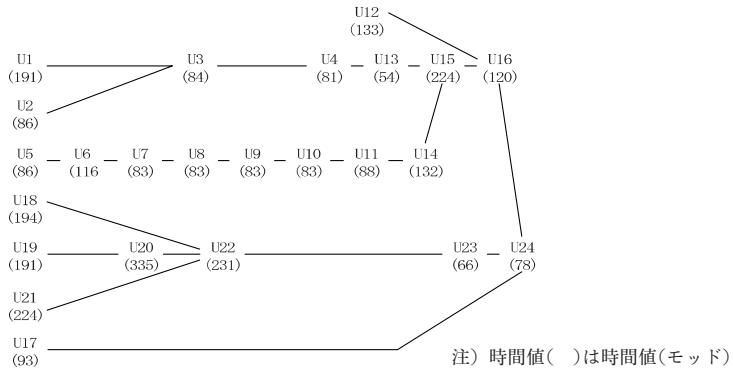 U12
(133)
U1 U3 U4 U13 U15 U16
(191) (84) (81) (54) (224) (120)
U2
(86)
U5 U6 U7 U8 U9 U10 U11 U14
(86) (116 (83) (83) (83) (83) (88) (132)
U18
(194)
U19 U20 U22 U23 U24
(191) (335) (231) (66) (78)
U21
(224)
U17
(93)
注) 時間値( )は時間値(モッド)